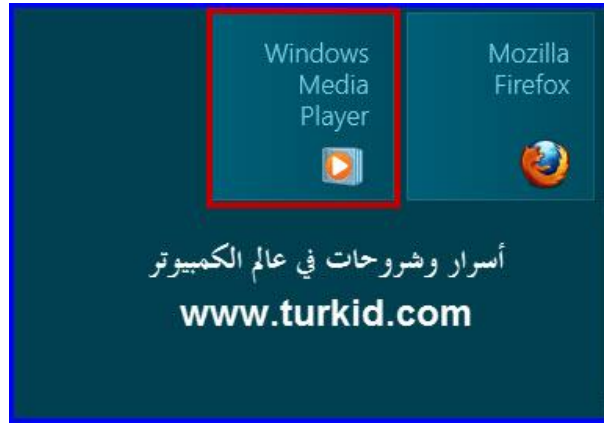 Windows
Media
Player
Mozilla
Firefox
أسرار وشروحات في عالم الكمبيوتر
www.turkid.com